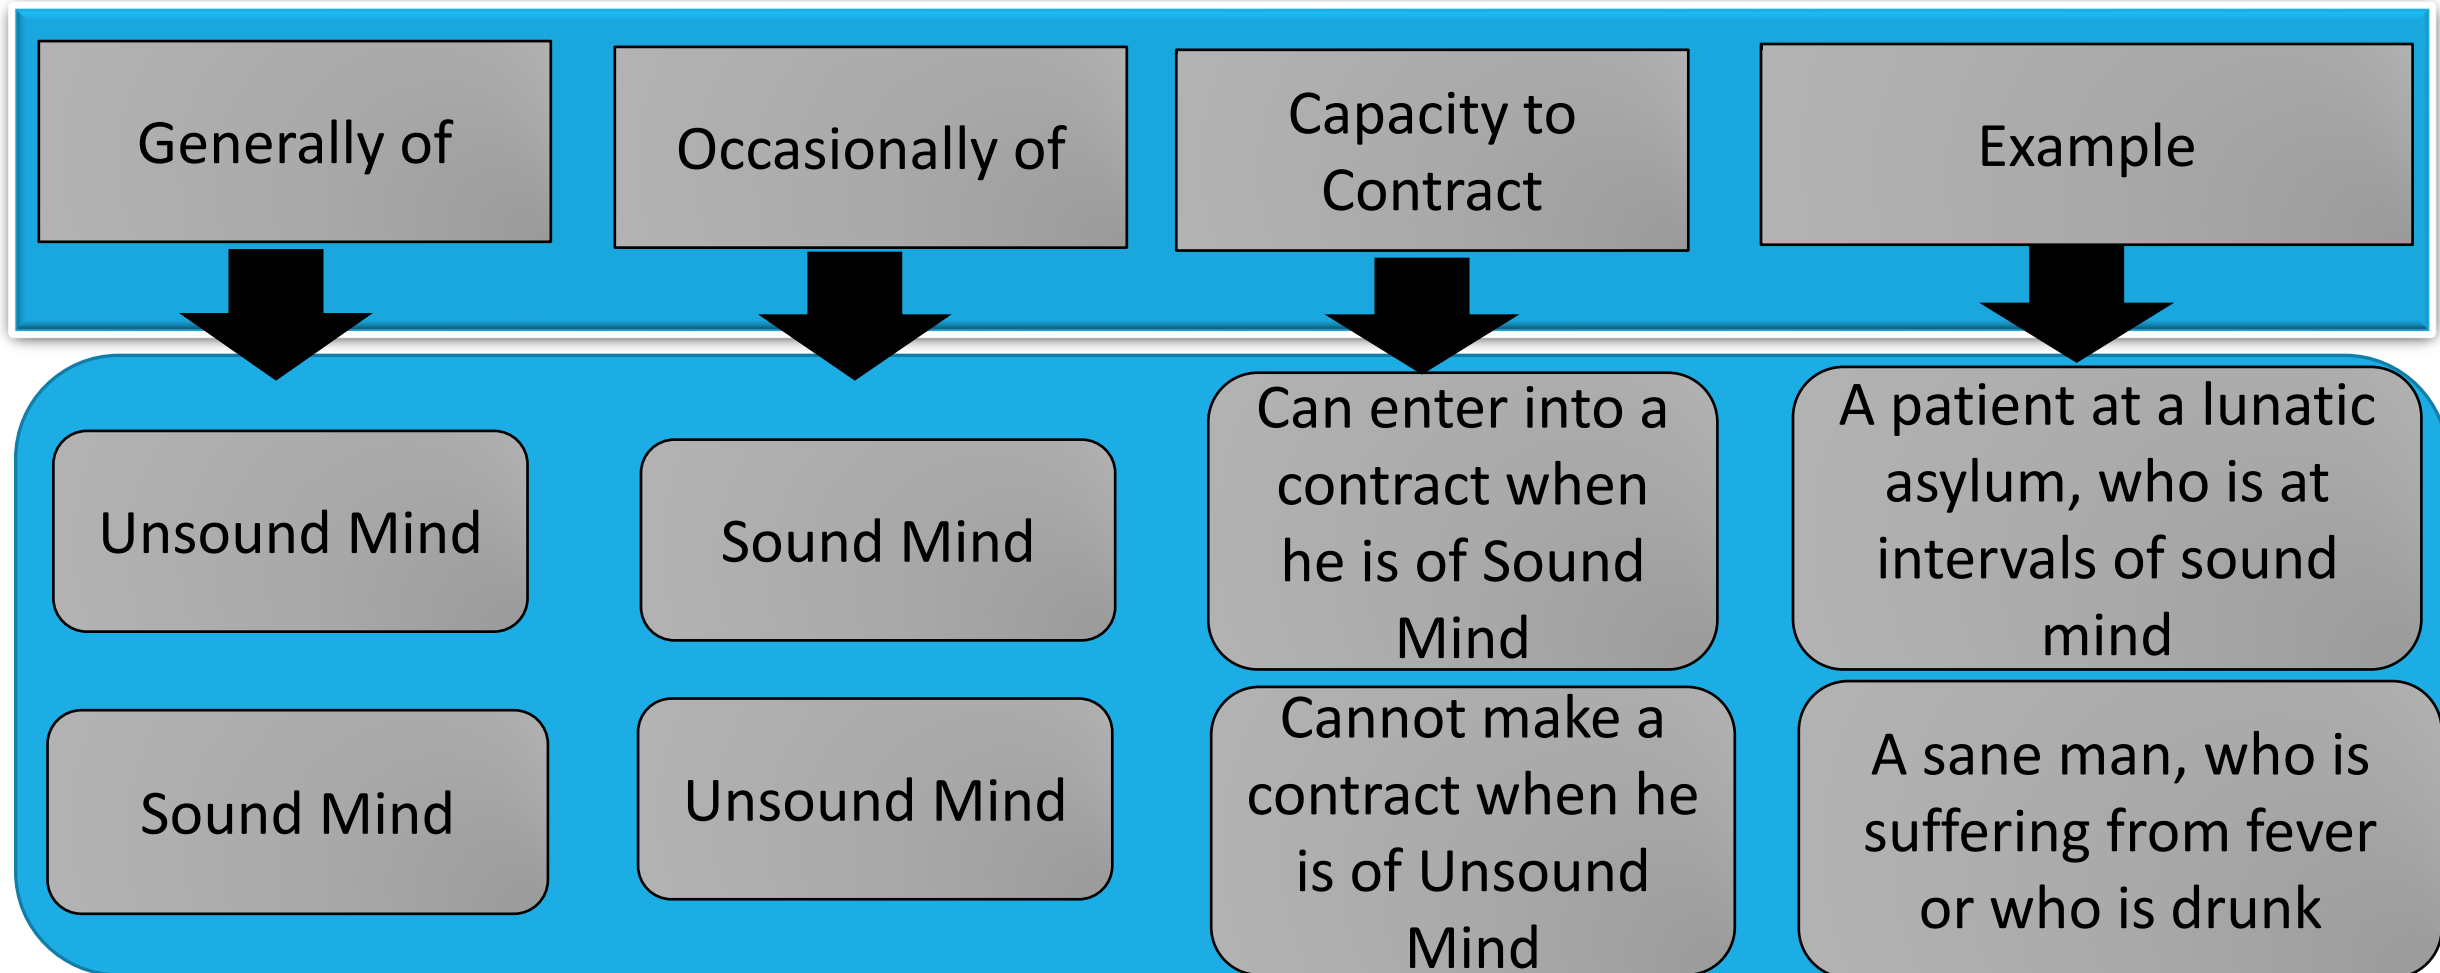 Generally of
Occasionally of
Capacity to
Contract
Example
Unsound Mind
Sound Mind
Can enter into a
contract when
he is of Sound
Mind
A patient at a lunatic
asylum, who is at
intervals of sound
mind
Sound Mind
Unsound Mind
Cannot make a
contract when he
is of Unsound
Mind
A sane man, who is
suffering from fever
or who is drunk